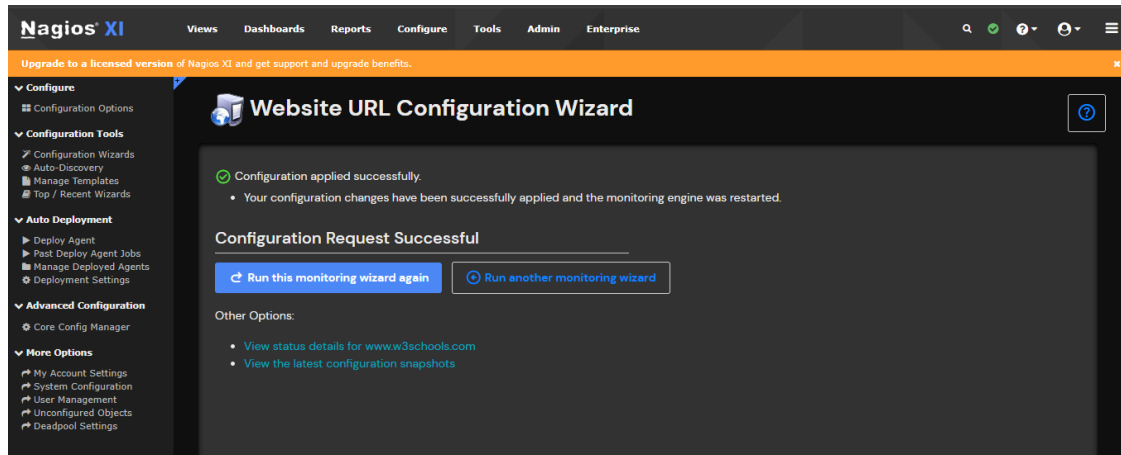 Nagios® XI
Views Dashboards Reports Configure Tools Admin Enterprise
Upgrade to a licensed version of Nagios XI and get support and upgrade benefits.
Configure
Configuration Options
Configuration Tools
Configuration Wizards
Auto-Discovery
Manage Templates
Top / Recent Wizards
Auto Deployment
Deploy Agent
Past Deploy Agent Jobs
Manage Deployed Agents
Deployment Settings
Advanced Configuration
Core Config Manager
More Options
My Account Settings
System Configuration
User Management
Unconfigured Objects
Deadpool Settings
Website URL Configuration Wizard
Configuration applied successfully.
• Your configuration changes have been successfully applied and the monitoring engine was restarted.
Configuration Request Successful
Run this monitoring wizard again
Run another monitoring wizard
Other Options:
• View status details for www.w3schools.com
• View the latest configuration snapshots